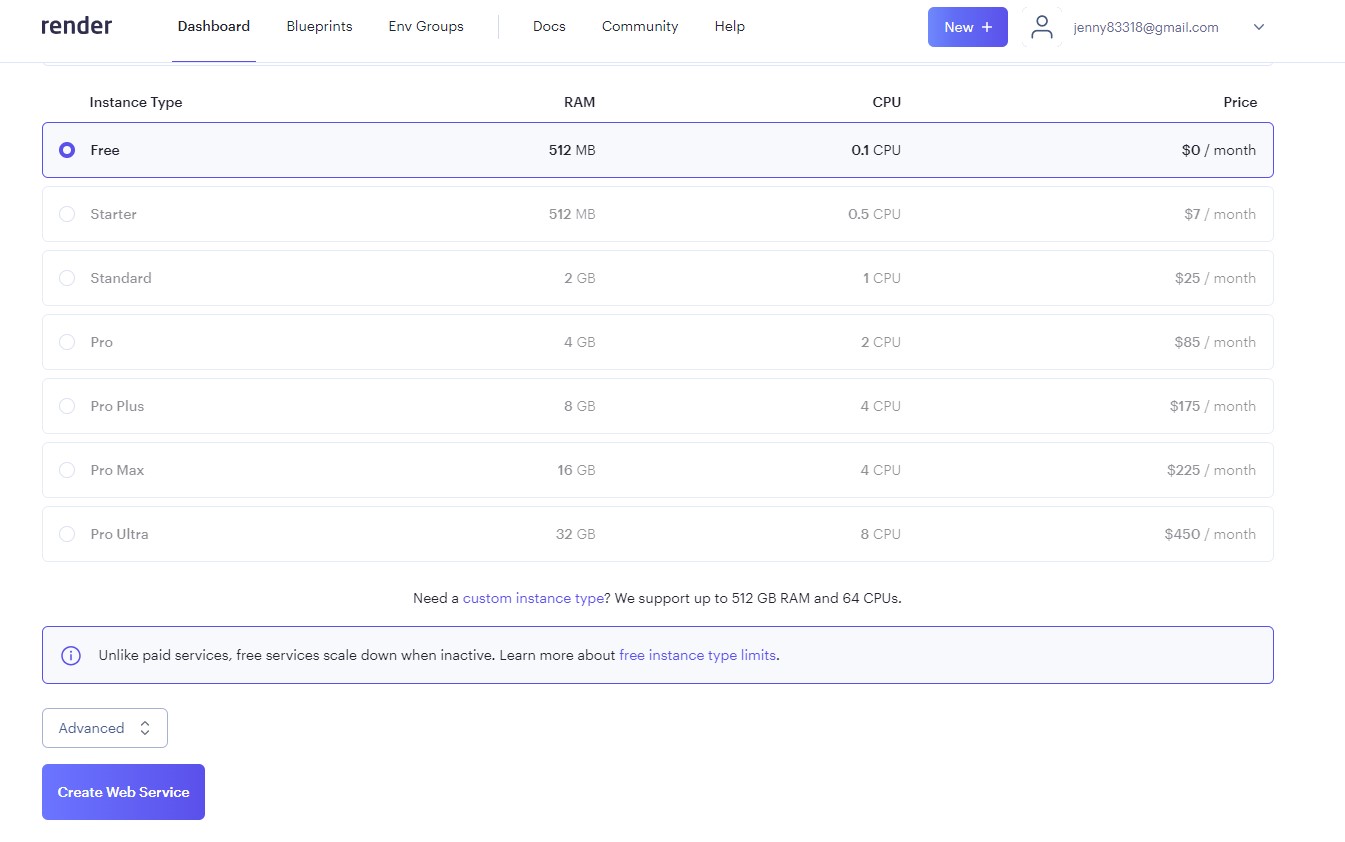 render Dashboard Blueprints Env Groups Docs Community Help New + jenny83318@gmail.com
Instance Type RAM CPU Price
Free 512 MB 0.1 CPU $0 / month
Starter 512 MB 0.5 CPU $7 / month
Standard 2 GB 1 CPU $25 / month
Pro 4 GB 2 CPU $85 / month
Pro Plus 8 GB 4 CPU $175 / month
Pro Max 16 GB 4 CPU $225 / month
Pro Ultra 32 GB 8 CPU $450 / month
Need a custom instance type? We support up to 512 GB RAM and 64 CPUs.
Unlike paid services, free services scale down when inactive. Learn more about free instance type limits.
Advanced
Create Web Service